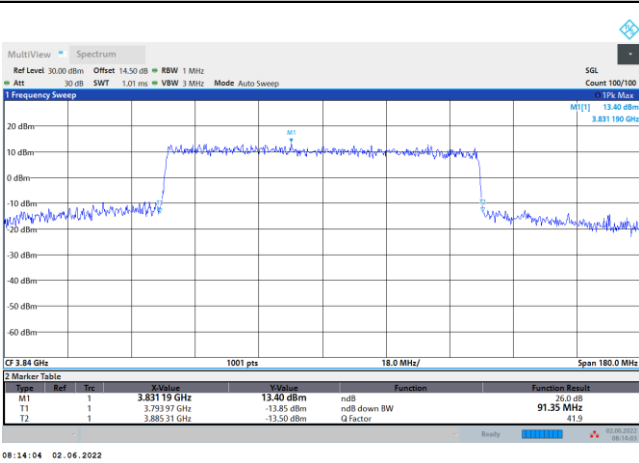 MultiView Spectrum
Ref Level 30.00 dBm Offset 14.50 dB RBW 1 MHz SGL
Att 30 dB SWT 1.01 ms VBW 3 MHz Mode Auto Sweep Count 100/100
1 Frequency Sweep 1Pk Max
M1[1] 13.40 dBm
3.831 190 GHz
M1
20 dBm
10 dBm
0 dBm
-10 dBm
-20 dBm
-30 dBm
-40 dBm
-50 dBm
-60 dBm
CF 3.84 GHz 1001 pts 18.0 MHz/ Span 180.0 MHz
2 Marker Table
Type Ref Trc X-Value Y-Value Function Function Result
M1 1 3.831 19 GHz 13.40 dBm ndB 26.0 dB
T1 1 3.793 97 GHz -13.85 dBm ndB down BW 91.35 MHz
T2 1 3.885 31 GHz -13.50 dBm Q Factor 41.9
Ready 02.06.2022
08:14:03
08:14:04 02.06.2022